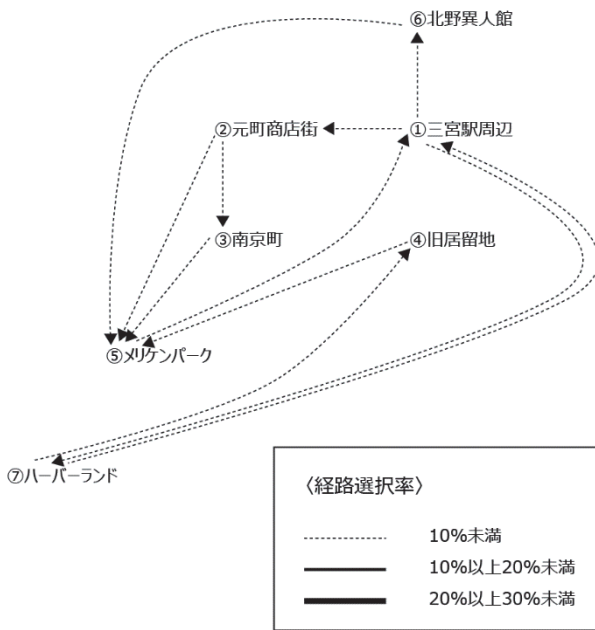 ⑥北野異人館
②元町商店街
①三宮駅周辺
③南京町
④旧居留地
⑤メリケンパーク
⑦ハーバーランド
〈経路選択率〉
10%未満
10%以上20%未満
20%以上30%未満